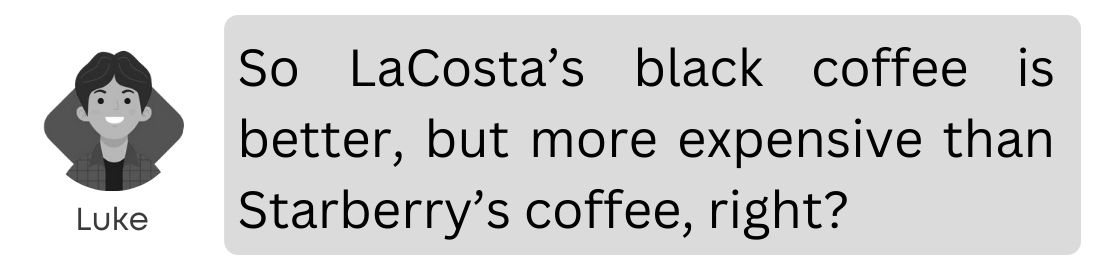 So LaCosta’s black coffee is
better, but more expensive than
Starberry’s coffee, right?
Luke